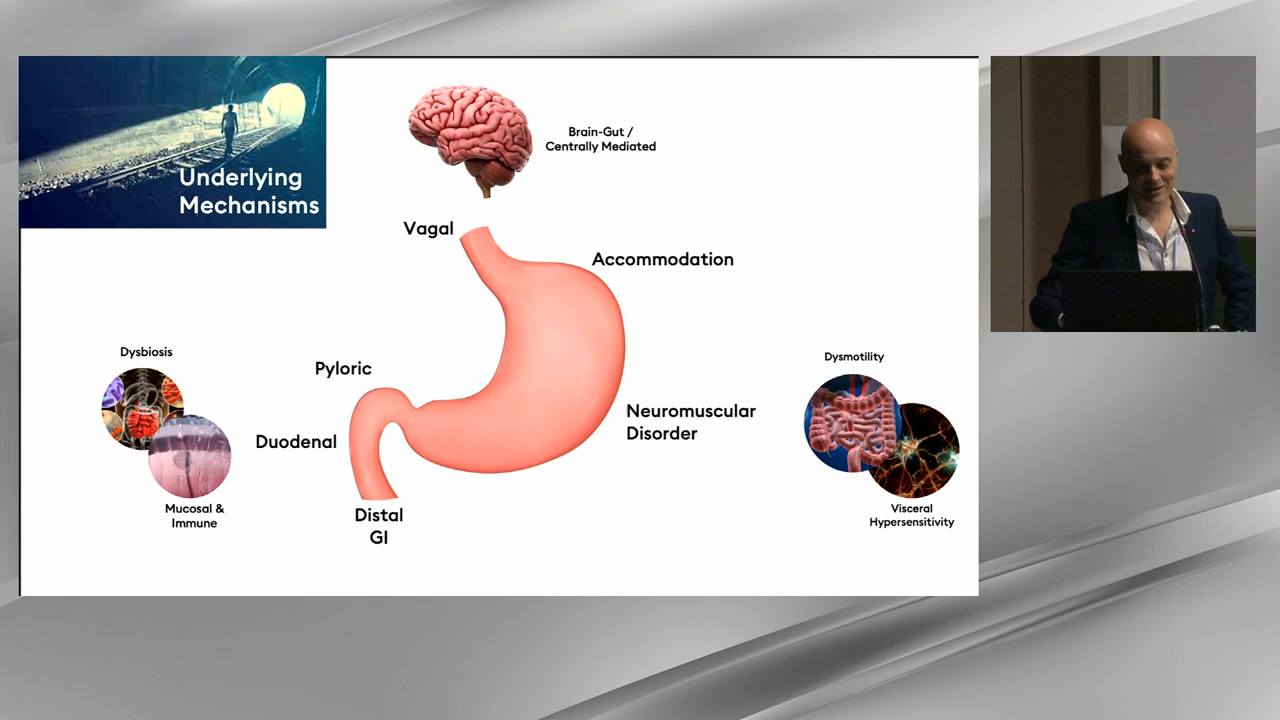 Underlying
Mechanisms
Brain-Gut /
Centrally Mediated
Vagal
Accommodation
Dysbiosis
Pyloric
Dysmotility
Neuromuscular
Disorder
Duodenal
Mucosal &
Immune
Distal
GI
Visceral
Hypersensitivity